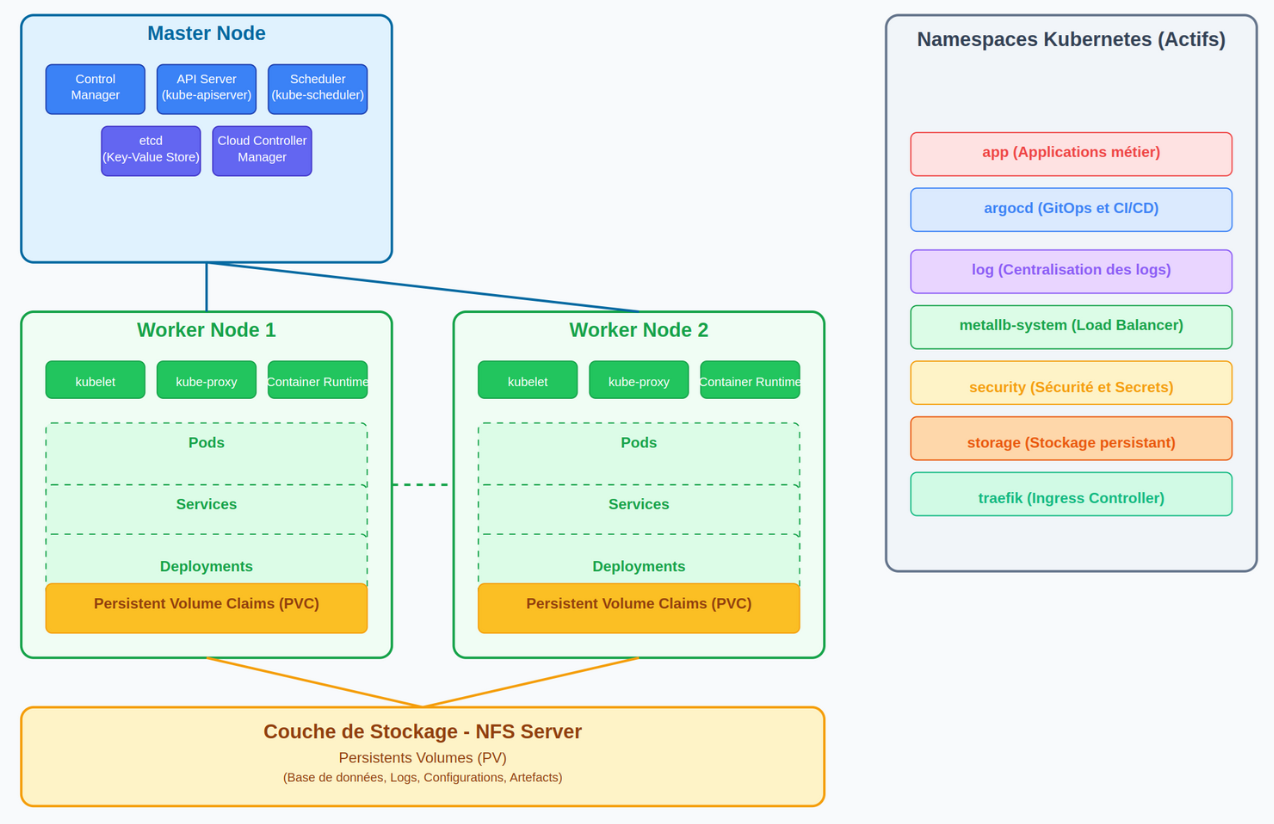 Master Node
Control
Manager
API Server
(kube-apiserver)
Scheduler
(kube-scheduler)
etcd
(Key-Value Store)
Cloud Controller
Manager
Worker Node 1
kubelet
kube-proxy
Container Runtime
Pods
Services
Deployments
Persistent Volume Claims (PVC)
Worker Node 2
kubelet
kube-proxy
Container Runtime
Pods
Services
Deployments
Persistent Volume Claims (PVC)
Couche de Stockage - NFS Server
Persistents Volumes (PV)
(Base de données, Logs, Configurations, Artefacts)
Namespaces Kubernetes (Actifs)
app (Applications métier)
argocd (GitOps et CI/CD)
log (Centralisation des logs)
metallb-system (Load Balancer)
security (Sécurité et Secrets)
storage (Stockage persistant)
traefik (Ingress Controller)